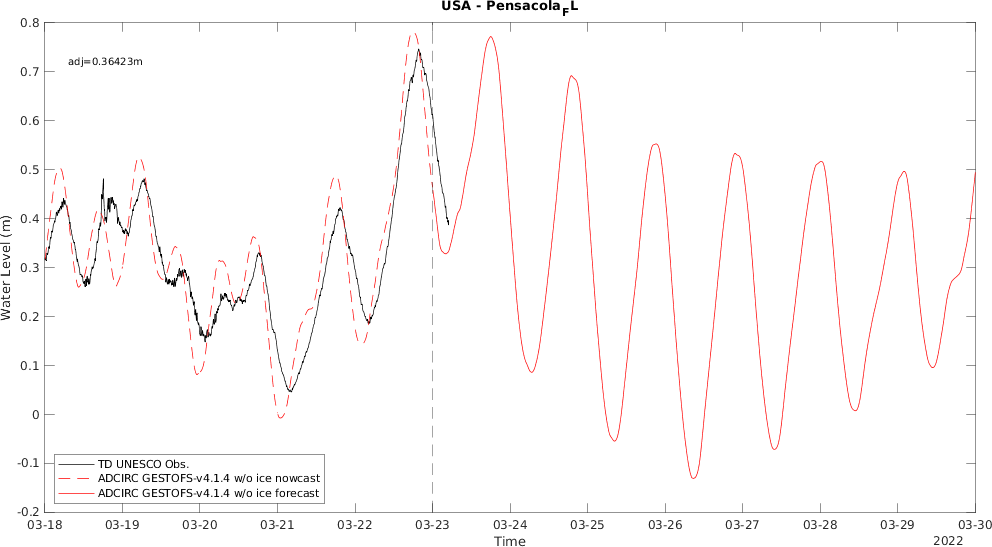 USA - Pensacola_FL
adj=0.36423m
0.8
0.7
0.6
0.5
0.4
0.3
0.2
0.1
0
-0.1
-0.2
Water Level (m)
TD UNESCO Obs.
ADCIRC GESTOFS-v4.1.4 w/o ice nowcast
ADCIRC GESTOFS-v4.1.4 w/o ice forecast
03-18 03-19 03-20 03-21 03-22 03-23 03-24 03-25 03-26 03-27 03-28 03-29 03-30
Time
2022